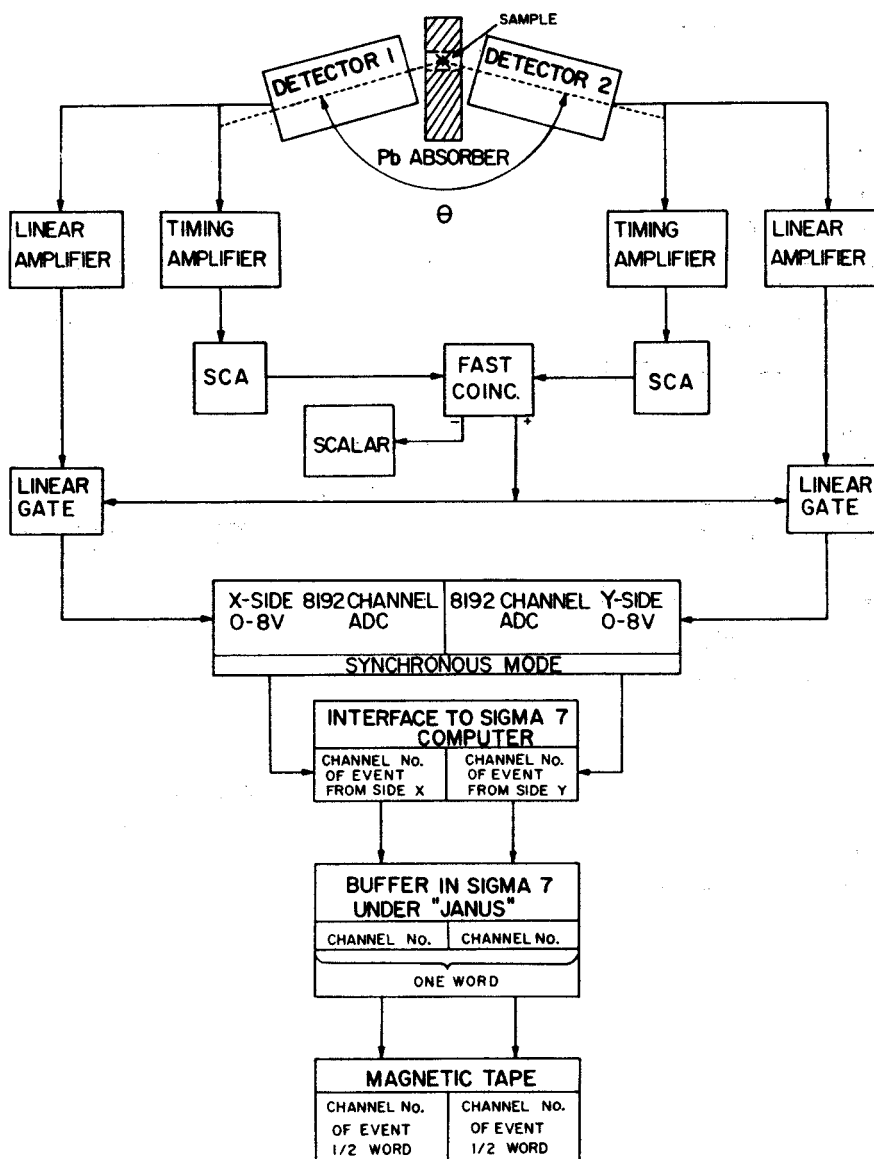 SAMPLE
DETECTOR 1
DETECTOR 2
Pb ABSORBER
θ
LINEAR
AMPLIFIER
TIMING
AMPLIFIER
TIMING
AMPLIFIER
LINEAR
AMPLIFIER
SCA
FAST
COINC.
SCA
- +
SCALAR
LINEAR
GATE
LINEAR
GATE
X-SIDE 8192 CHANNEL
0-8V ADC
8192 CHANNEL Y-SIDE
ADC 0-8V
SYNCHRONOUS MODE
INTERFACE TO SIGMA 7
COMPUTER
CHANNEL No.
OF EVENT
FROM SIDE X
CHANNEL No.
OF EVENT
FROM SIDE Y
BUFFER IN SIGMA 7
UNDER "JANUS"
CHANNEL No.
CHANNEL No.
ONE WORD
MAGNETIC TAPE
CHANNEL No.
OF EVENT
1/2 WORD
CHANNEL No.
OF EVENT
1/2 WORD